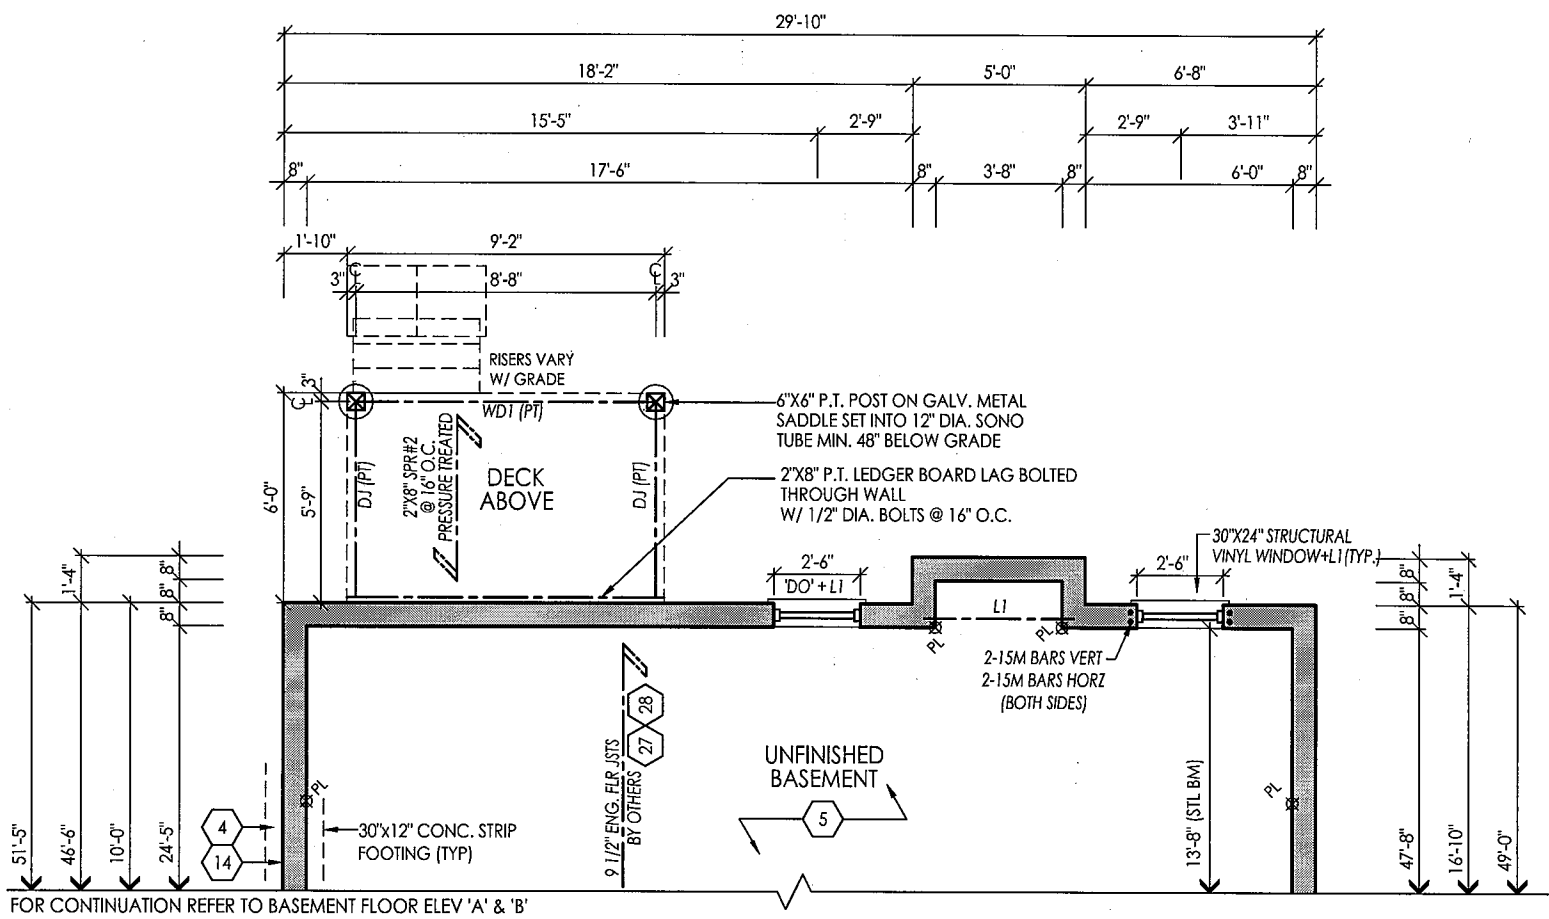 29'-10"
18'-2"
5'-0"
6'-8"
15'-5"
2'-9"
2'-9"
3'-11"
8"
17'-6"
8"
3'-8"
8"
6'-0"
8"
1'-10"
9'-2"
3"
CL
8'-8"
CL
3"
RISERS VARY
W/ GRADE
3"
CL
WD1 (PT)
6"X6" P.T. POST ON GALV. METAL
SADDLE SET INTO 12" DIA. SONO
TUBE MIN. 48" BELOW GRADE
6'-0"
5'-9"
DJ (PT)
2"X8" SPR#2
@ 16" O.C.
PRESSURE TREATED
DECK
ABOVE
DJ (PT)
2"X8" P.T. LEDGER BOARD LAG BOLTED
THROUGH WALL
W/ 1/2" DIA. BOLTS @ 16" O.C.
30"X24" STRUCTURAL
VINYL WINDOW+L1(TYP.)
1'-4"
8"
8"
8"
2'-6"
'DO' + L1
2'-6"
8"
8"
8"
1'-4"
L1
PL
PL
2-15M BARS VERT
2-15M BARS HORZ
(BOTH SIDES)
28
27
9 1/2" ENG. FLR JSTS
BY OTHERS
UNFINISHED
BASEMENT
5
PL
PL
13'-8" (STL BM)
4
14
30"x12" CONC. STRIP
FOOTING (TYP)
51'-5"
46'-6"
10'-0"
24'-5"
47'-8"
16'-10"
49'-0"
FOR CONTINUATION REFER TO BASEMENT FLOOR ELEV 'A' & 'B'